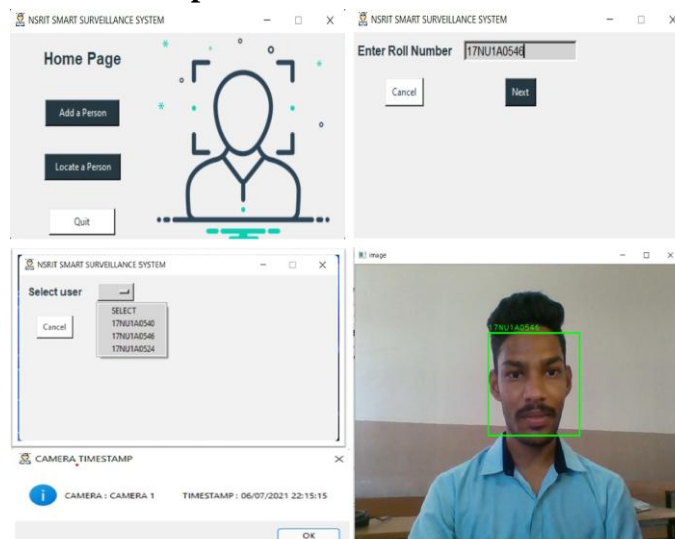 NSRIT SMART SURVEILLANCE SYSTEM
Home Page
Add a Person
Locate a Person
Quit
NSRIT SMART SURVEILLANCE SYSTEM
Enter Roll Number 17NU1A0546
Cancel Next
NSRIT SMART SURVEILLANCE SYSTEM
Select user
Cancel
SELECT
17NU1A0540
17NU1A0546
17NU1A0524
CAMERA TIMESTAMP
CAMERA : CAMERA 1 TIMESTAMP : 06/07/2021 22:15:15
OK
image
17NU1A0546